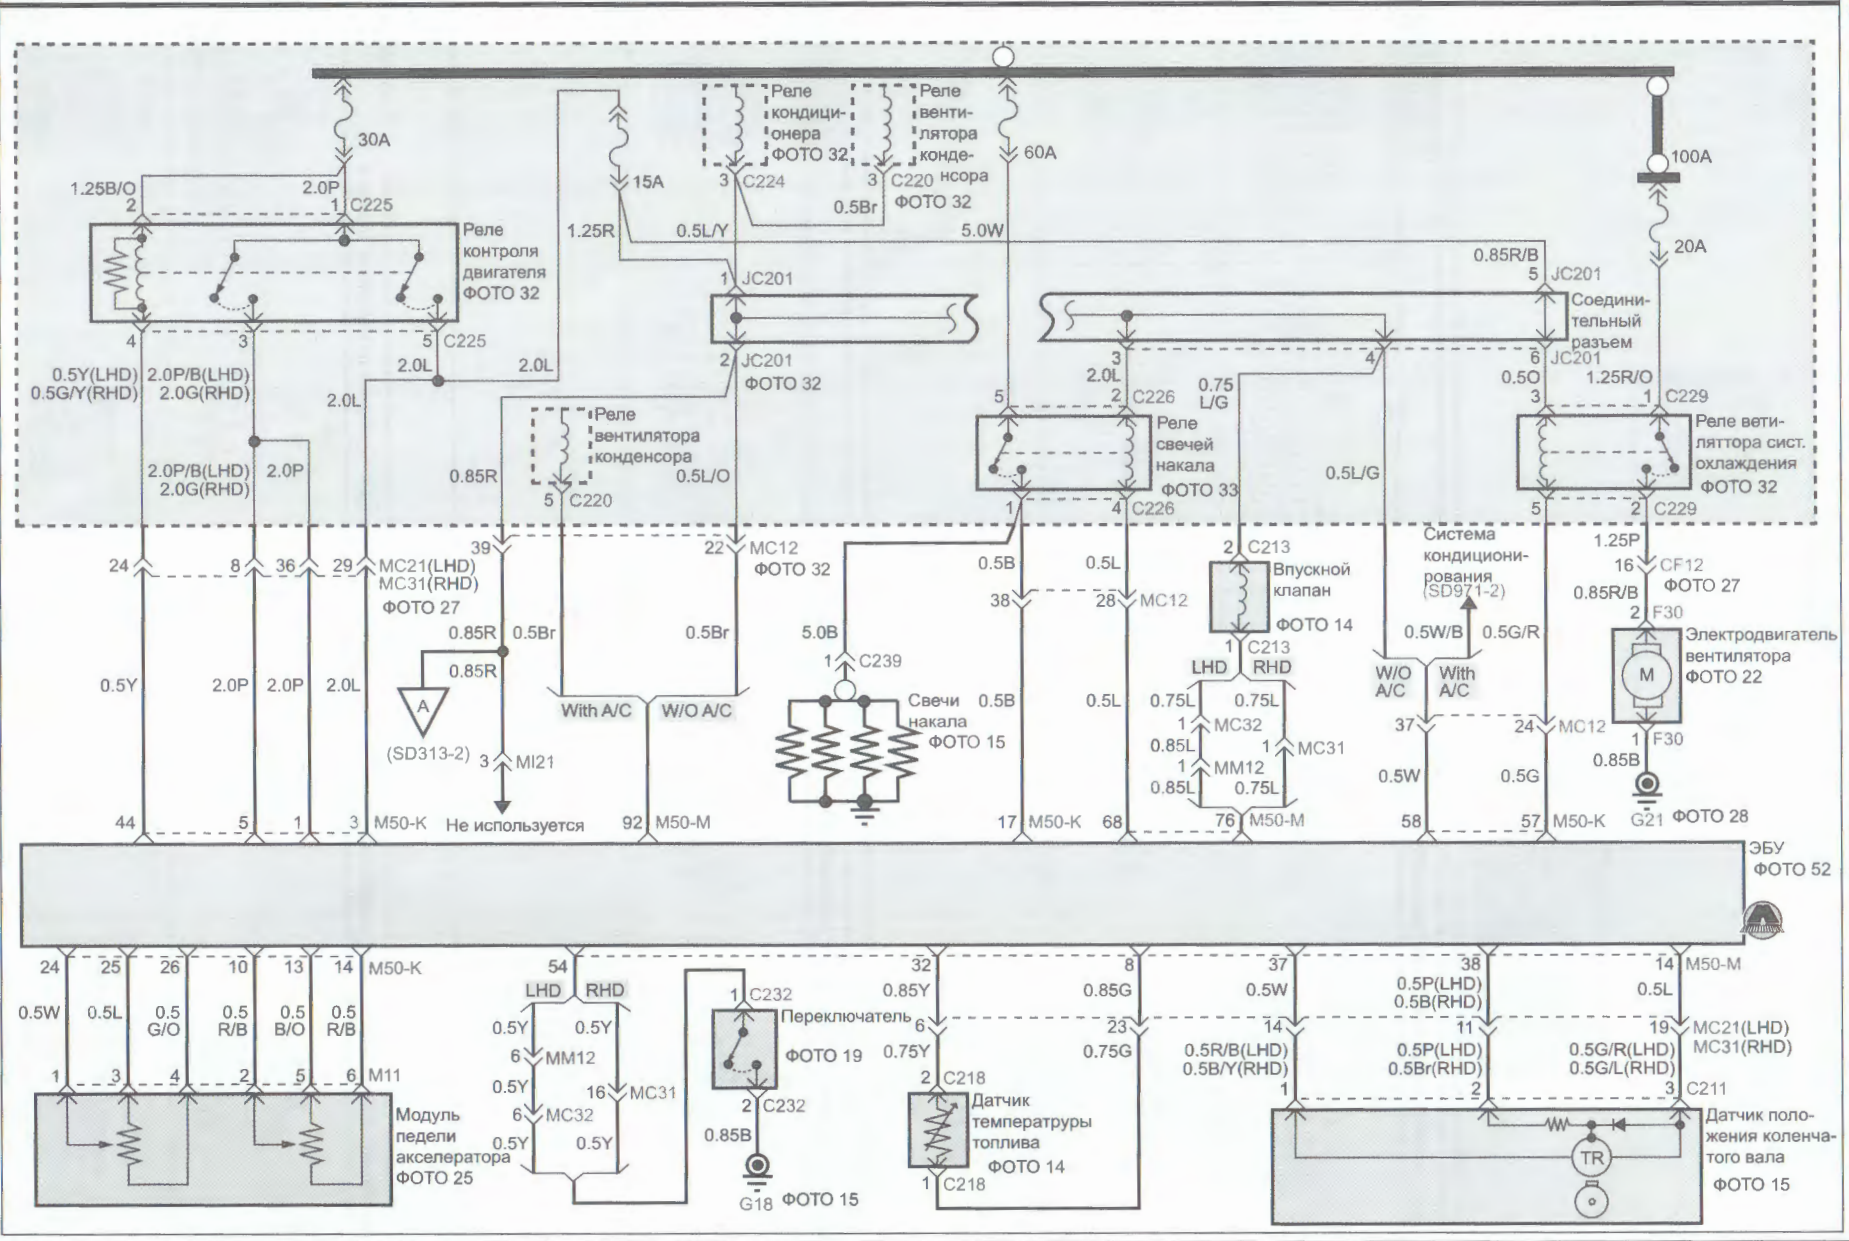 30A
1.25B/O
2.0P
2
1
C225
Реле
контроля
двигателя
ФОТО 32
4
3
5
C225
0.5Y(LHD)
0.5G/Y(RHD)
2.0P/B(LHD)
2.0G(RHD)
2.0L
2.0L
2.0L
2.0P/B(LHD)
2.0G(RHD)
2.0P
15A
1.25R
Реле
кондици-
онера
ФОТО 32
3
C224
Реле
венти-
лятора
конде-
нсора
3
C220
ФОТО 32
0.5Br
0.5L/Y
5.0W
60A
100A
20A
0.85R/B
1
JC201
2
JC201
ФОТО 32
5
JC201
Соедини-
тельный
разъем
3
4
6
JC201
2.0L
0.75
L/G
0.5O
1.25R/O
5
2
C226
3
1
C229
Реле
вентилятора
конденсора
5
C220
0.85R
0.5L/O
Реле
свечей
накала
ФОТО 33
1
4
C226
0.5L/G
Реле вети-
ляттора сист.
охлаждения
ФОТО 32
5
2
C229
24
8
36
29
MC21(LHD)
MC31(RHD)
ФОТО 27
39
22
MC12
ФОТО 32
0.5B
0.5L
38
28
MC12
2
C213
Впускной
клапан
ФОТО 14
1
C213
Система
кондициони-
рования
(SD971-2)
1.25P
16
CF12
ФОТО 27
0.85R/B
2
F30
Электродвигатель
вентилятора
ФОТО 22
M
1
F30
0.85B
G21
ФОТО 28
0.85R
0.5Br
0.5Br
0.85R
A
(SD313-2)
3
MI21
Не используется
With A/C
W/O A/C
5.0B
1
C239
Свечи
накала
ФОТО 15
0.5Y
2.0P
2.0P
2.0L
0.5B
0.5L
LHD
RHD
0.75L
0.75L
1
MC32
0.85L
1
MC31
1
MM12
0.85L
0.75L
0.5W/B
0.5G/R
W/O
A/C
With
A/C
37
24
MC12
0.5W
0.5G
44
5
1
3
M50-K
92
M50-M
17
M50-K
68
76
M50-M
58
57
M50-K
ЭБУ
ФОТО 52
24
25
26
10
13
14
M50-K
54
32
8
37
38
14
M50-M
0.5W
0.5L
0.5
G/O
0.5
R/B
0.5
B/O
0.5
R/B
LHD
RHD
0.5Y
0.5Y
6
MM12
0.5Y
16
MC31
6
MC32
0.5Y
0.5Y
1
C232
Переключатель
ФОТО 19
2
C232
0.85B
G18
ФОТО 15
0.85Y
0.85G
6
23
0.75Y
0.75G
2
C218
Датчик
температруры
топлива
ФОТО 14
1
C218
0.5W
0.5P(LHD)
0.5B(RHD)
0.5L
14
11
19
MC21(LHD)
MC31(RHD)
0.5R/B(LHD)
0.5B/Y(RHD)
0.5P(LHD)
0.5Br(RHD)
0.5G/R(LHD)
0.5G/L(RHD)
1
2
3
C211
Датчик поло-
жения коленча-
того вала
ФОТО 15
TR
1
3
4
2
5
6
M11
Модуль
педели
акселератора
ФОТО 25